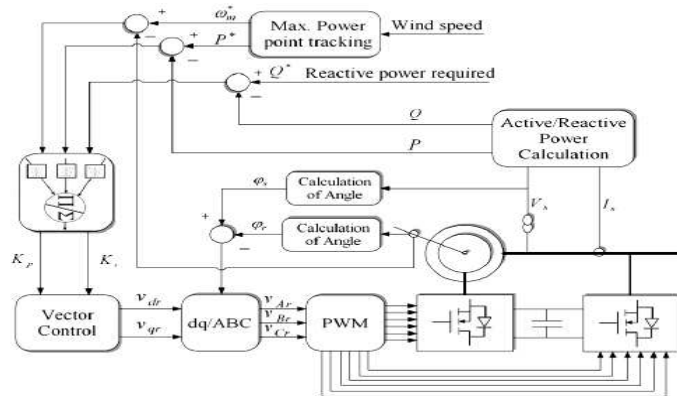 ω*m
Max. Power
point tracking
Wind speed
P*
Q* Reactive power required
Q
P
Active/Reactive
Power
Calculation
φs
Calculation
of Angle
φr
Calculation
of Angle
Vs
Is
ΠΣ
Kp
Ki
Vector
Control
vdr
vqr
dq/ABC
vAr
vBr
vCr
PWM